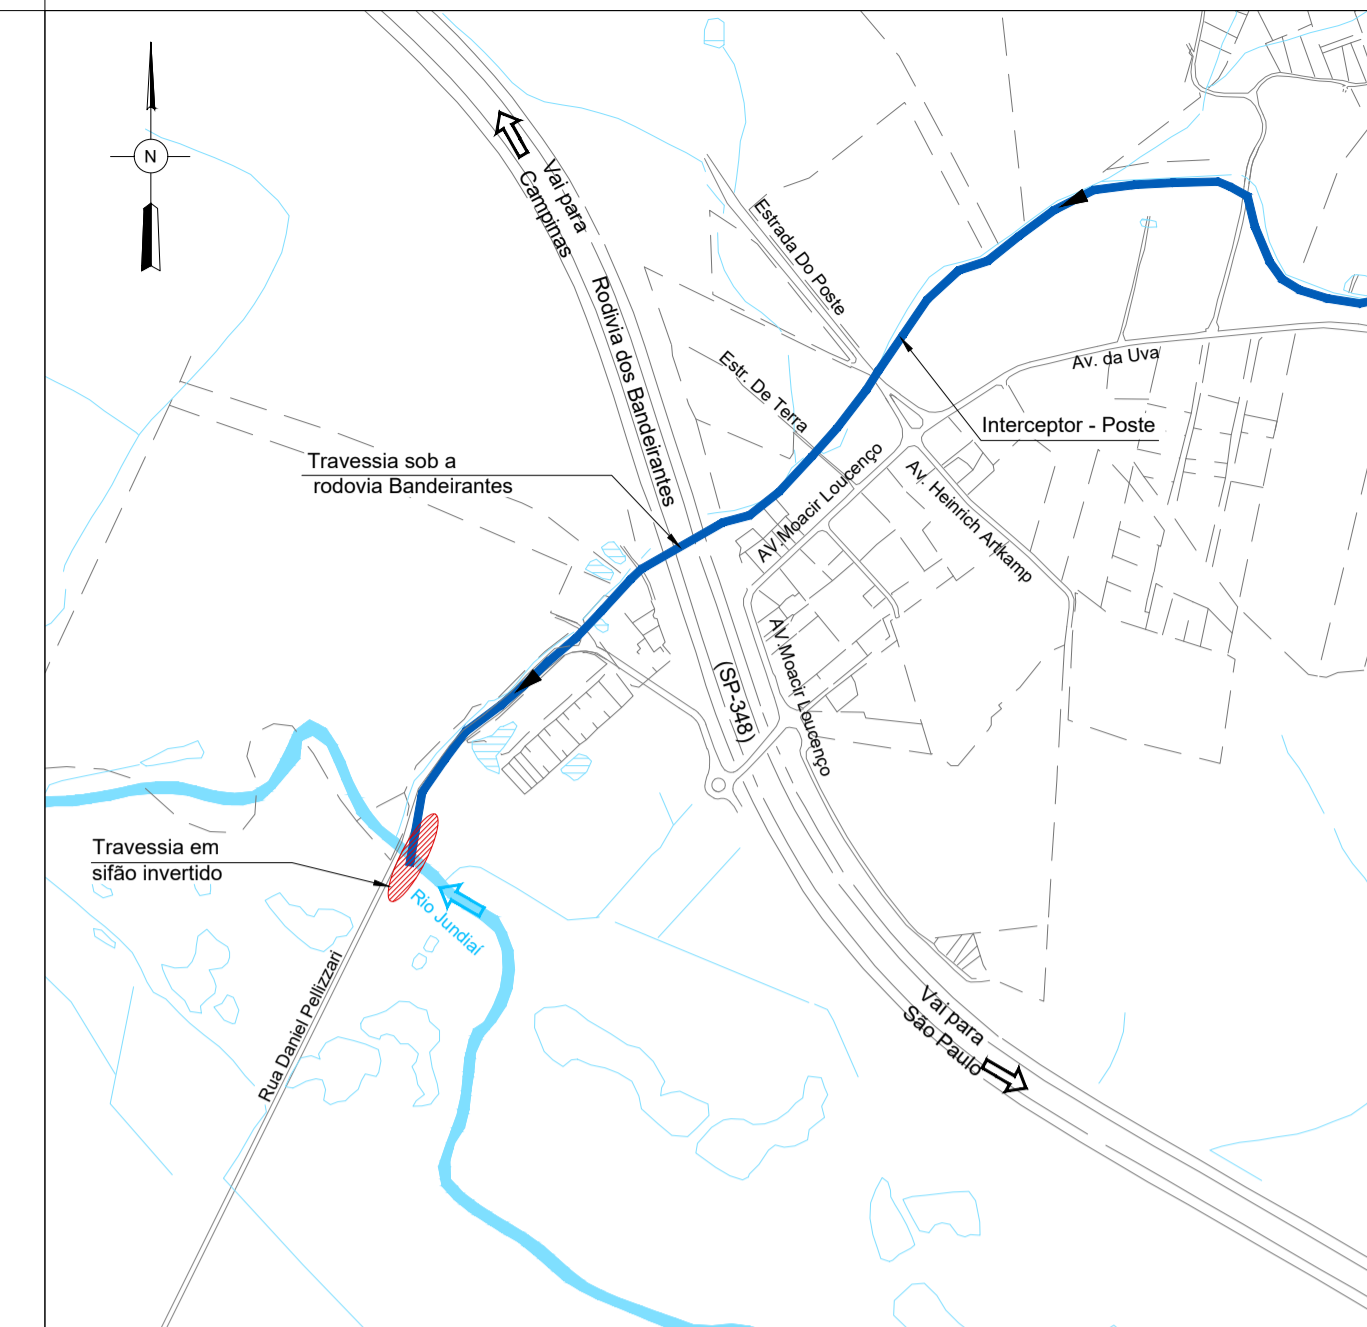 N
Vai para
Campinas
Rodivia dos Bandeirantes
Estrada Do Poste
Estr. De Terra
Av. da Uva
Interceptor - Poste
Travessia sob a
rodovia Bandeirantes
AV.Moacir Loucenço
Av. Heinrich Artkamp
AV.Moacir Loucenço
(SP-348)
Travessia em
sifão invertido
Rio Jundiaí
Rua Daniel Pellizzari
Vai para
São Paulo